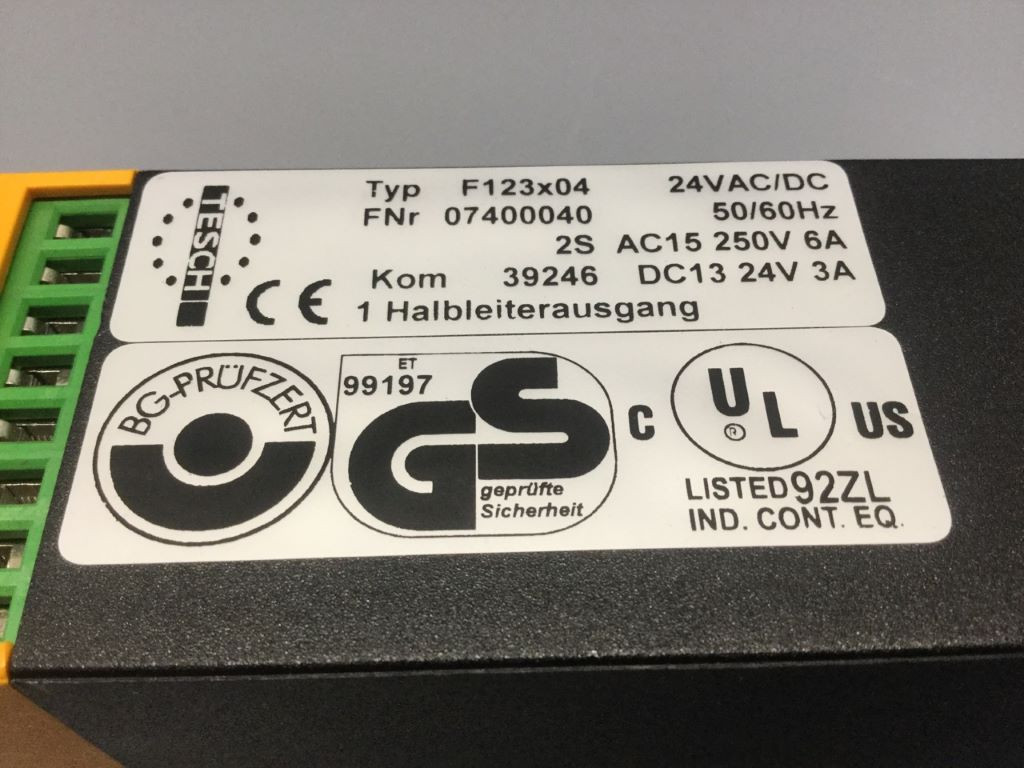 TESCH
Typ F123x04 24VAC/DC
FNr 07400040 50/60Hz
2S AC15 250V 6A
Kom 39246 DC13 24V 3A
CE 1 Halbleiterausgang
BG-PRÜFZERT
ET
99197
GS
geprüfte
Sicherheit
C UL US
®
LISTED 92ZL
IND. CONT. EQ.